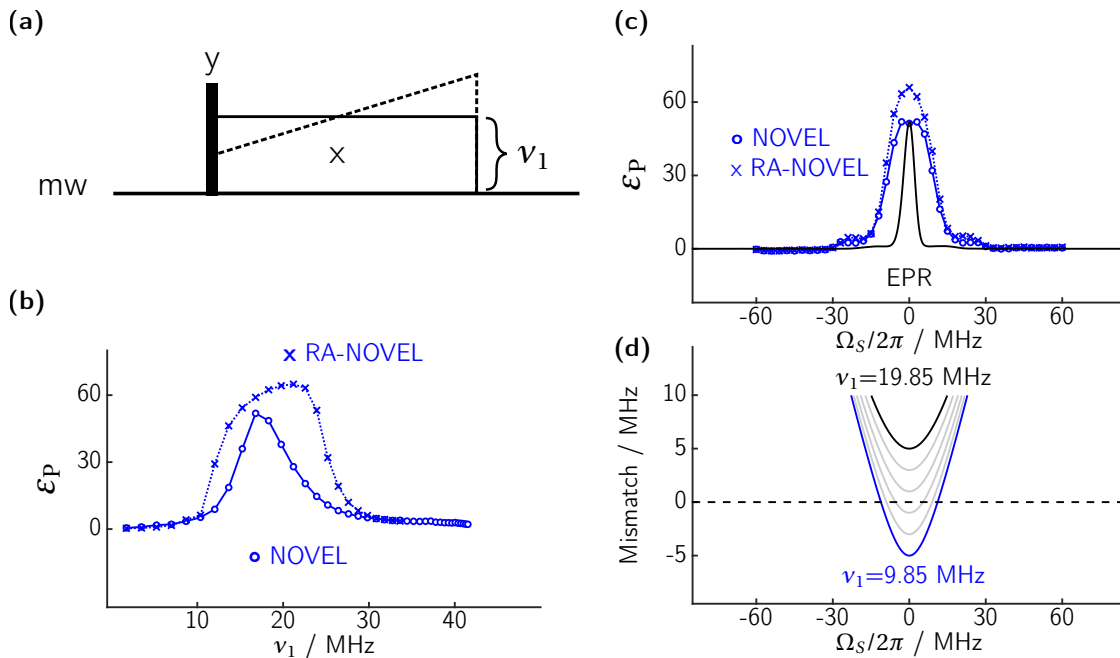 (a)
y
x
ν₁
mw
(b)
60
30
0
εP
x RA-NOVEL
o NOVEL
10 20 30 40
ν₁ / MHz
(c)
60
30
0
εP
o NOVEL
x RA-NOVEL
EPR
-60 -30 0 30 60
Ω_S/2π / MHz
(d)
10
5
0
-5
Mismatch / MHz
ν₁=19.85 MHz
ν₁=9.85 MHz
-60 -30 0 30 60
Ω_S/2π / MHz